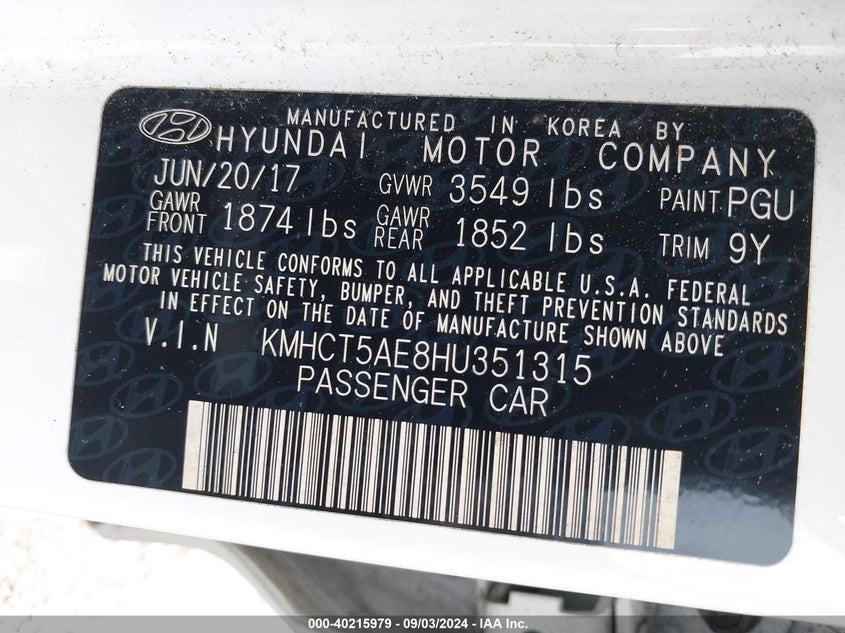 MANUFACTURED IN KOREA BY
HYUNDAI MOTOR COMPANY
JUN/20/17 GVWR 3549 lbs PAINT PGU
GAWR FRONT 1874 lbs GAWR REAR 1852 lbs TRIM 9Y
THIS VEHICLE CONFORMS TO ALL APPLICABLE U.S.A. FEDERAL
MOTOR VEHICLE SAFETY, BUMPER, AND THEFT PREVENTION STANDARDS
IN EFFECT ON THE DATE OF MANUFACTURE SHOWN ABOVE
V.I.N KMHCT5AE8HU351315
PASSENGER CAR
000-40215979 - 09/03/2024 - IAA Inc.